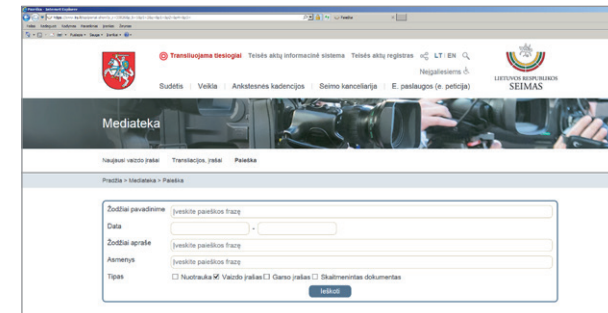 Transliuojama tiesiogiai Teisės aktų informacinė sistema Teisės aktų registras LT | EN
Neįgaliesiems
Sudėtis | Veikla | Ankstesnės kadencijos | Seimo kanceliarija | E. paslaugos (e. peticija)
LIETUVOS RESPUBLIKOS
SEIMAS
Mediateka
Naujausi vaizdo įrašai Transliacijos, įrašai Paieška
Pradžia > Mediateka > Paieška
Žodžiai pavadinime Įveskite paieškos frazę
Data -
Žodžiai apraše Įveskite paieškos frazę
Asmenys Įveskite paieškos frazę
Tipas Nuotrauka Vaizdo įrašas Garso įrašas Skaitmenintas dokumentas
Ieškoti